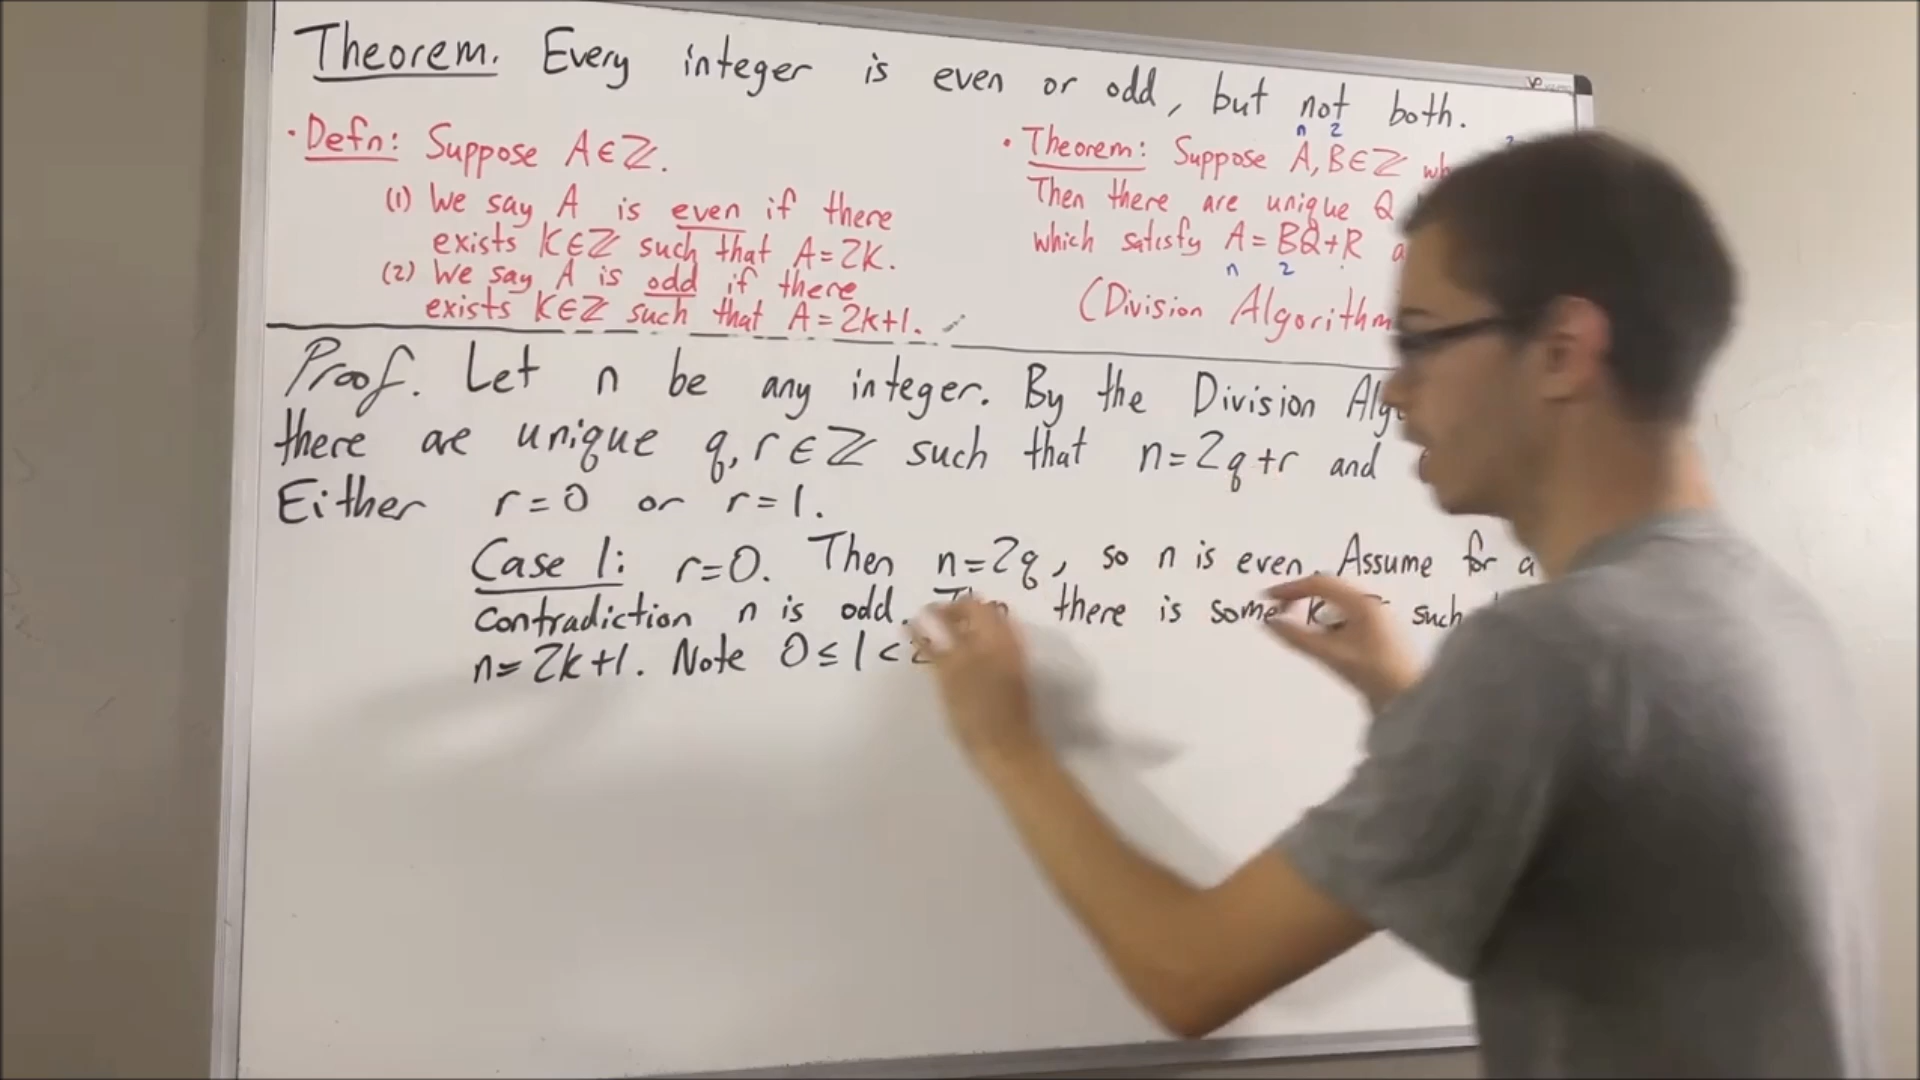 Theorem. Every integer is even or odd, but not both.
• Defn: Suppose A∈ℤ.
(1) We say A is even if there
exists K∈ℤ such that A=2K.
(2) We say A is odd if there
exists K∈ℤ such that A=2k+1.
n 2
• Theorem: Suppose A, B∈ℤ
Then there are unique Q
which satisfy A=BQ+R
n 2
(Division Algorithm
Proof. Let n be any integer. By the Division
there are unique q, r∈ℤ such that n=2q+r and
Either r=0 or r=1.
Case 1: r=0. Then n=2q, so n is even. Assume for a
contradiction n is odd. there is some K such
n=2k+1. Note 0≤1<2